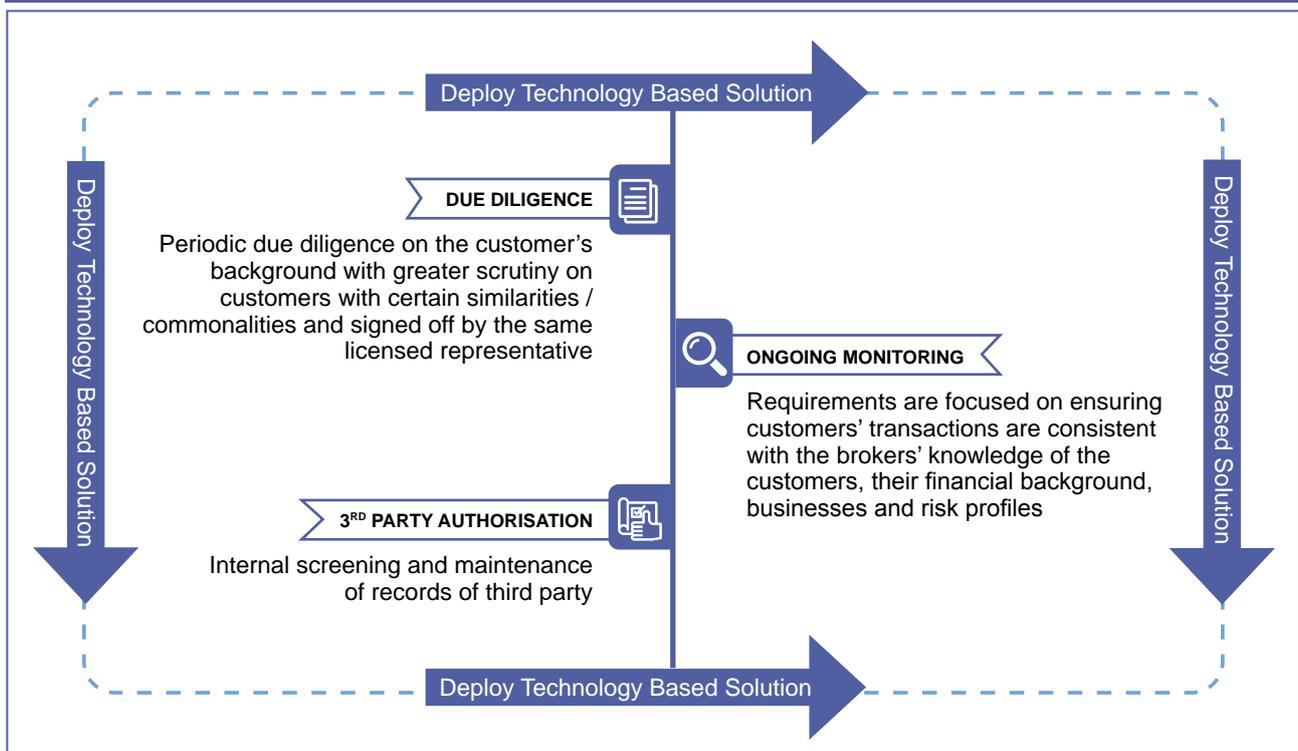 Deploy Technology Based Solution
Deploy Technology Based Solution
DUE DILIGENCE
Periodic due diligence on the customer’s
background with greater scrutiny on
customers with certain similarities /
commonalities and signed off by the same
licensed representative
ONGOING MONITORING
Requirements are focused on ensuring
customers’ transactions are consistent
with the brokers’ knowledge of the
customers, their financial background,
businesses and risk profiles
3RD PARTY AUTHORISATION
Internal screening and maintenance
of records of third party
Deploy Technology Based Solution
Deploy Technology Based Solution